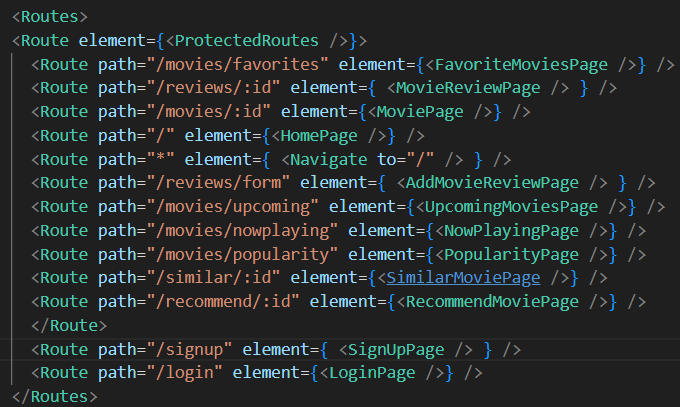 <Routes>
<Route element={<ProtectedRoutes />}>
<Route path="/movies/favorites" element={<FavoriteMoviesPage />} />
<Route path="/reviews/:id" element={ <MovieReviewPage /> } />
<Route path="/movies/:id" element={<MoviePage />} />
<Route path="/" element={<HomePage />} />
<Route path="*" element={ <Navigate to="/" /> } />
<Route path="/reviews/form" element={ <AddMovieReviewPage /> } />
<Route path="/movies/upcoming" element={<UpcomingMoviesPage />} />
<Route path="/movies/nowplaying" element={<NowPlayingPage />} />
<Route path="/movies/popularity" element={<PopularityPage />} />
<Route path="/similar/:id" element={<SimilarMoviePage />} />
<Route path="/recommend/:id" element={<RecommendMoviePage />} />
</Route>
<Route path="/signup" element={ <SignUpPage /> } />
<Route path="/login" element={<LoginPage />} />
</Routes>